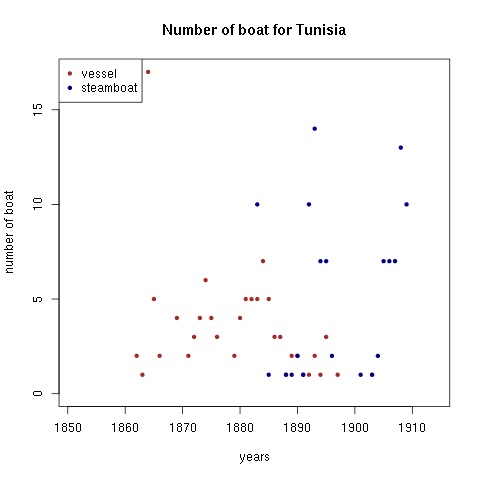 Number of boat for Tunisia
vessel
steamboat
number of boat
15
10
5
0
1850 1860 1870 1880 1890 1900 1910
years